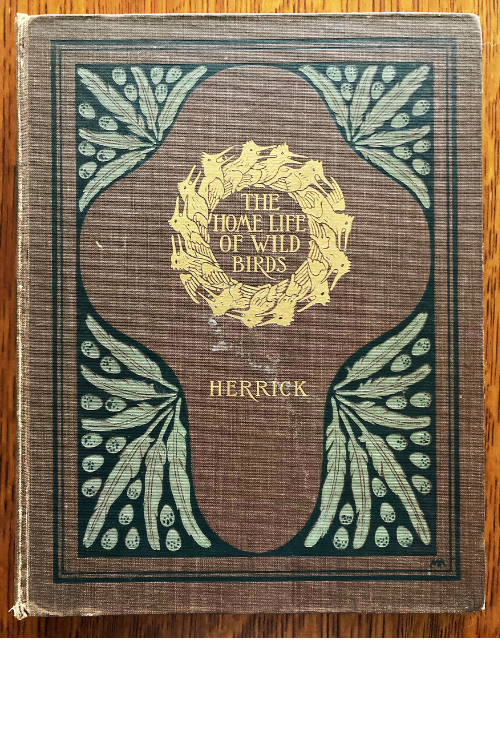 THE
HOME LIFE
OF WILD
BIRDS
HERRICK